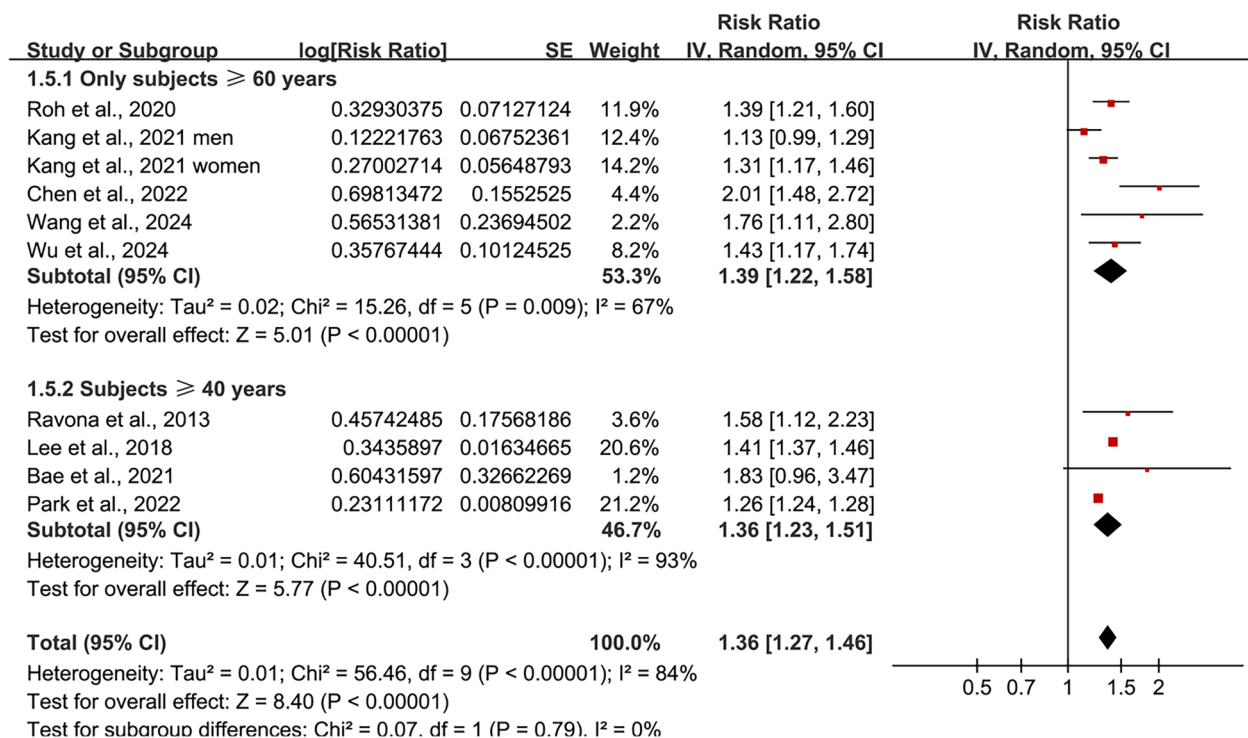 Risk Ratio Risk Ratio
Study or Subgroup log[Risk Ratio] SE Weight IV, Random, 95% CI IV, Random, 95% CI
1.5.1 Only subjects ⩾ 60 years
Roh et al., 2020 0.32930375 0.07127124 11.9% 1.39 [1.21, 1.60]
Kang et al., 2021 men 0.12221763 0.06752361 12.4% 1.13 [0.99, 1.29]
Kang et al., 2021 women 0.27002714 0.05648793 14.2% 1.31 [1.17, 1.46]
Chen et al., 2022 0.69813472 0.1552525 4.4% 2.01 [1.48, 2.72]
Wang et al., 2024 0.56531381 0.23694502 2.2% 1.76 [1.11, 2.80]
Wu et al., 2024 0.35767444 0.10124525 8.2% 1.43 [1.17, 1.74]
Subtotal (95% CI) 53.3% 1.39 [1.22, 1.58]
Heterogeneity: Tau² = 0.02; Chi² = 15.26, df = 5 (P = 0.009); I² = 67%
Test for overall effect: Z = 5.01 (P < 0.00001)
1.5.2 Subjects ⩾ 40 years
Ravona et al., 2013 0.45742485 0.17568186 3.6% 1.58 [1.12, 2.23]
Lee et al., 2018 0.3435897 0.01634665 20.6% 1.41 [1.37, 1.46]
Bae et al., 2021 0.60431597 0.32662269 1.2% 1.83 [0.96, 3.47]
Park et al., 2022 0.23111172 0.00809916 21.2% 1.26 [1.24, 1.28]
Subtotal (95% CI) 46.7% 1.36 [1.23, 1.51]
Heterogeneity: Tau² = 0.01; Chi² = 40.51, df = 3 (P < 0.00001); I² = 93%
Test for overall effect: Z = 5.77 (P < 0.00001)
Total (95% CI) 100.0% 1.36 [1.27, 1.46]
Heterogeneity: Tau² = 0.01; Chi² = 56.46, df = 9 (P < 0.00001); I² = 84%
0.5 0.7 1 1.5 2
Test for overall effect: Z = 8.40 (P < 0.00001)
Test for subgroup differences: Chi² = 0.07, df = 1 (P = 0.79), I² = 0%